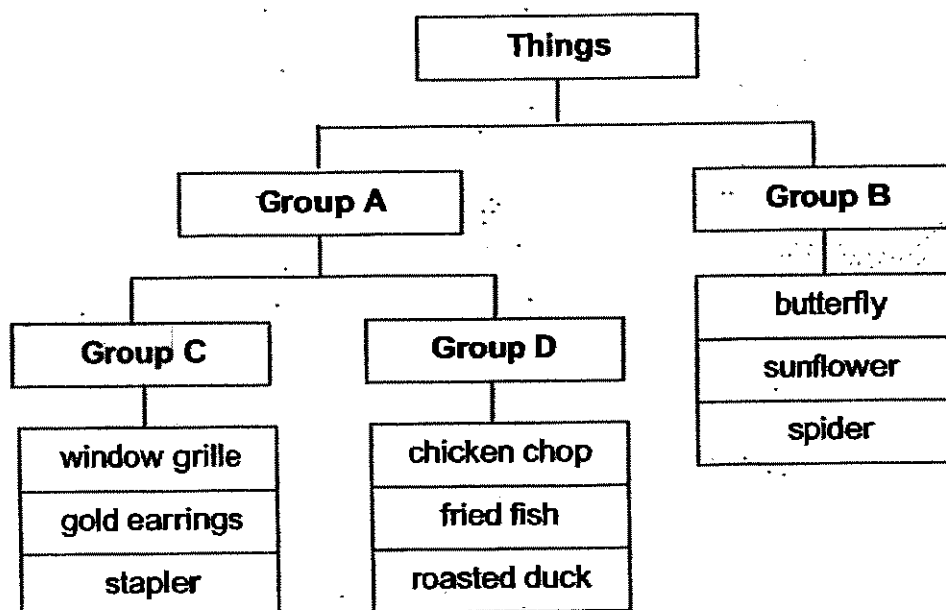 Things
Group A
Group B
Group C
Group D
butterfly
sunflower
spider
window grille
gold earrings
stapler
chicken chop
fried fish
roasted duck